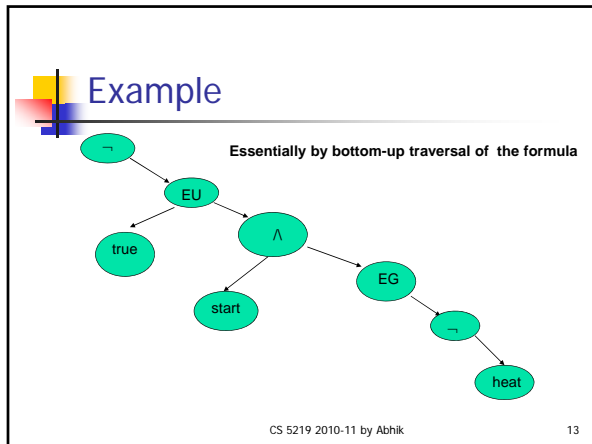 Example
Essentially by bottom-up traversal of the formula
¬
EU
true
/\
start
EG
¬
heat
CS 5219 2010-11 by Abhik
13